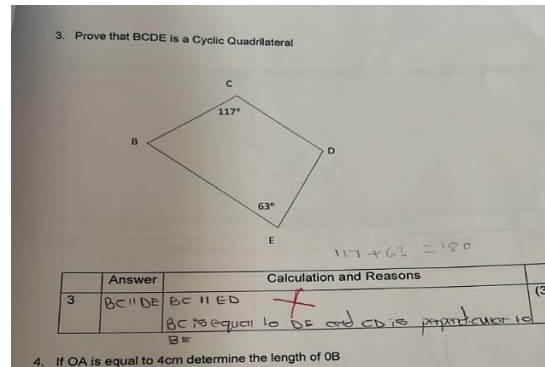 3. Prove that BCDE is a Cyclic Quadrilateral
C
117°
B
D
63°
E
117 + 63 = 180
Answer Calculation and Reasons
3 BC || DE BC || ED (3
BC is equal to DE and CD is perpendicular to
BE
4. If OA is equal to 4cm determine the length of 0B